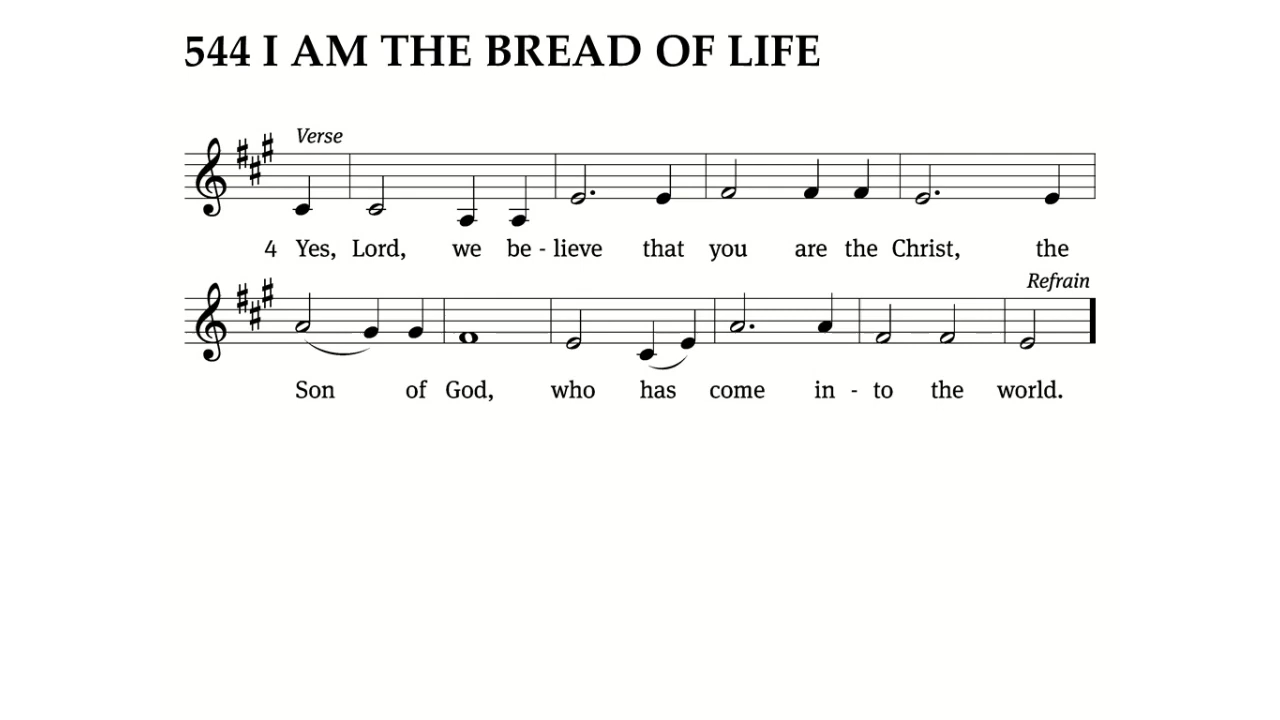 544 I AM THE BREAD OF LIFE
Verse
4 Yes, Lord, we be - lieve that you are the Christ, the
Refrain
Son of God, who has come in - to the world.